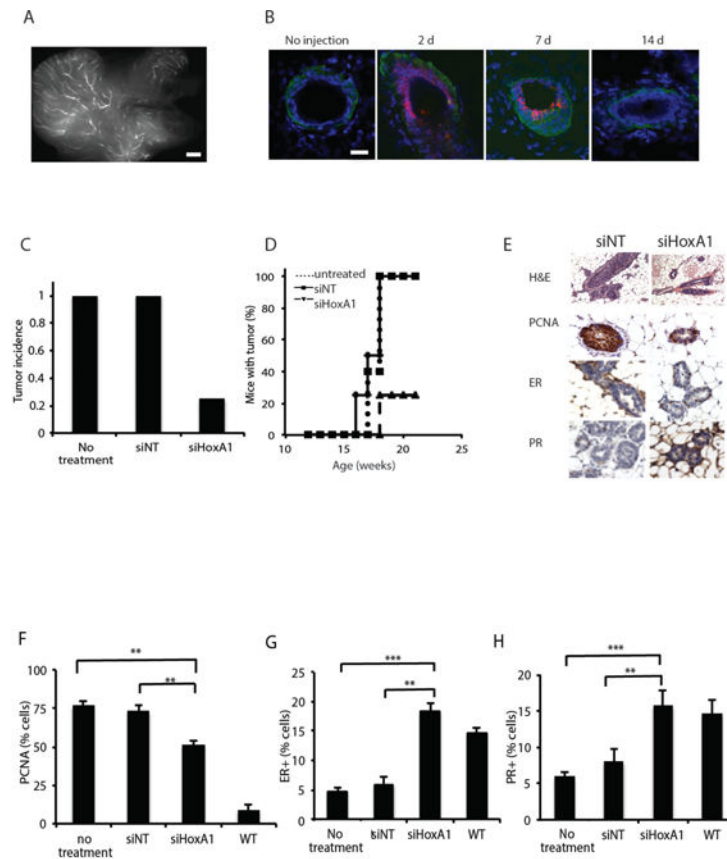 A
B
No injection 2 d 7 d 14 d
C
Tumor incidence
1
0.8
0.6
0.4
0.2
0
No treatment siNT siHoxA1
D
untreated
siNT
siHoxA1
Mice with tumor (%)
100
80
60
40
20
0
10 15 20 25
Age (weeks)
E
siNT siHoxA1
H&E
PCNA
ER
PR
F
PCNA (% cells)
100
75
50
25
0
**
**
no treatment siNT siHoxA1 WT
G
ER+ (% cells)
25
20
15
10
5
0
***
**
No treatment siNT siHoxA1 WT
H
PR+ (% cells)
20
15
10
5
0
***
**
No treatment siNT siHoxA1 WT